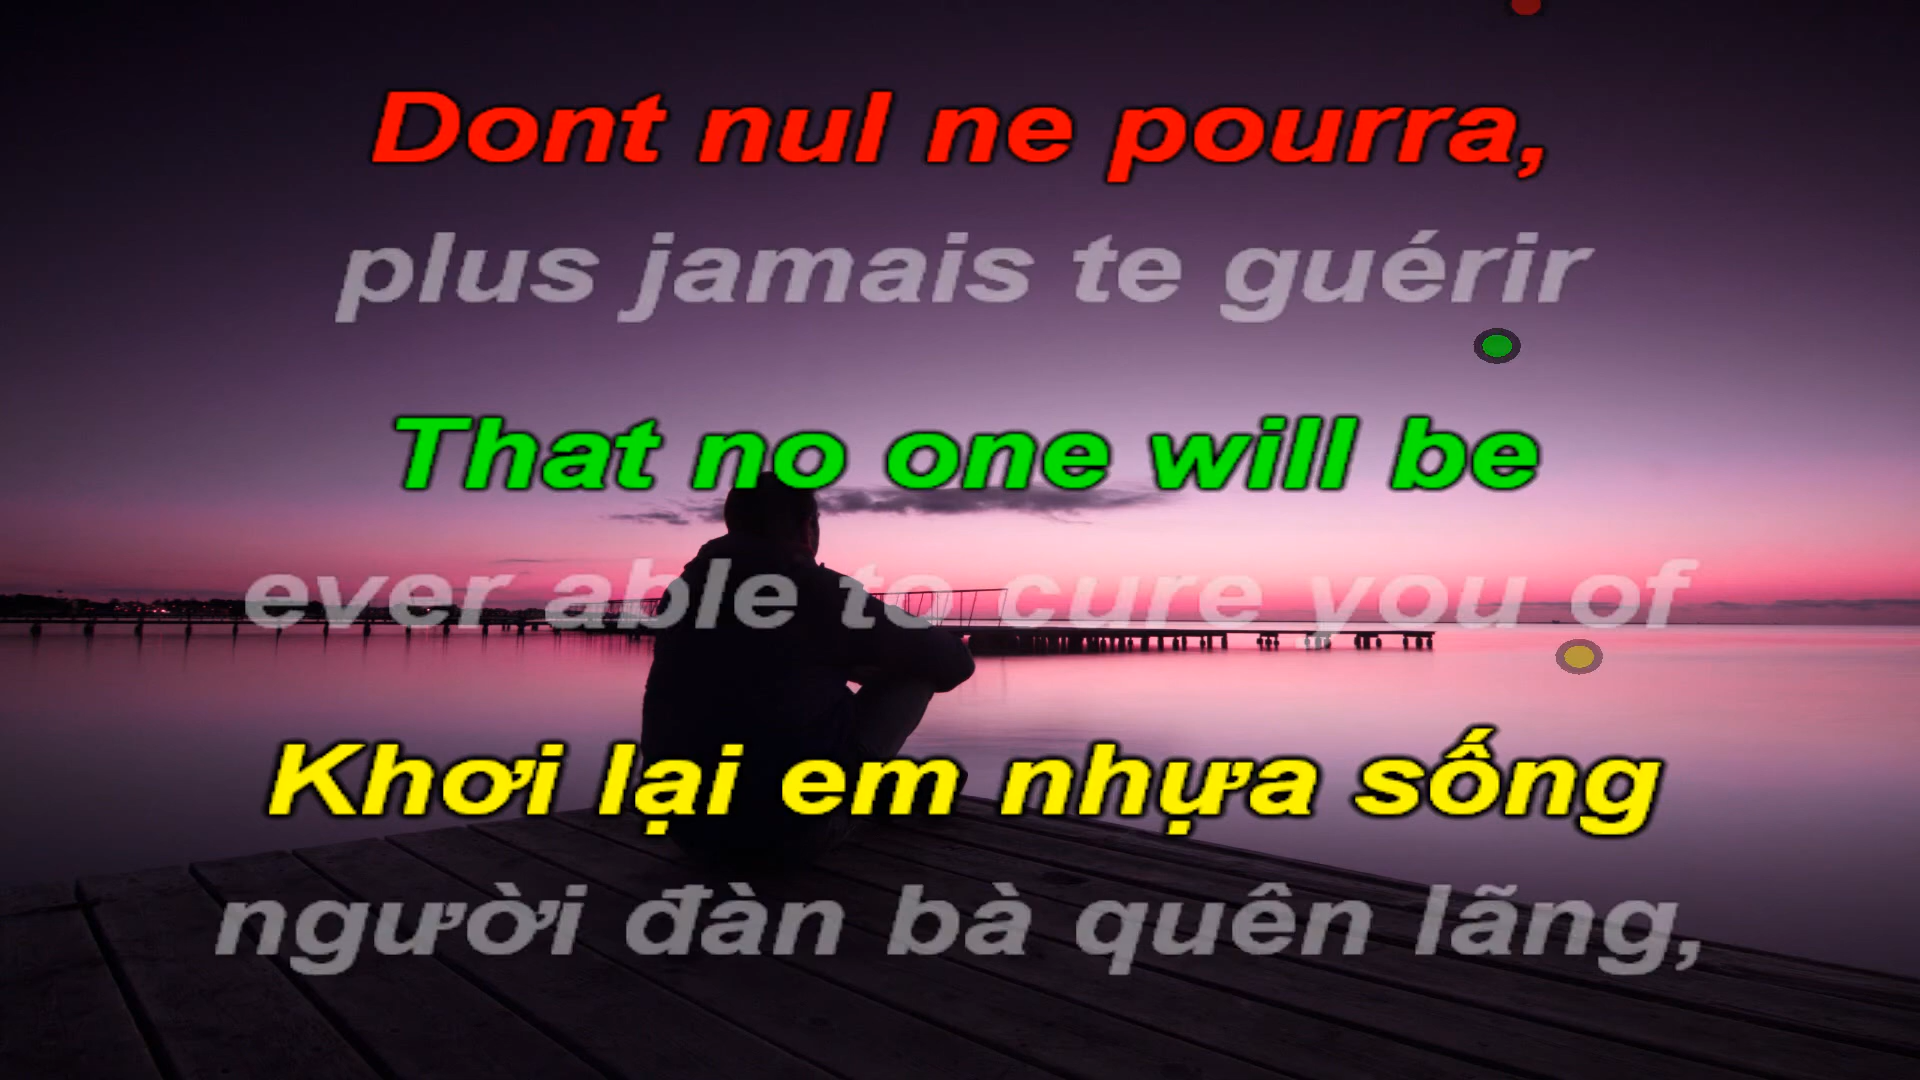 Dont nul ne pourra,
plus jamais te guérir
That no one will be
ever able to cure you of
Khơi lại em nhựa sống
người đàn bà quên lãng,